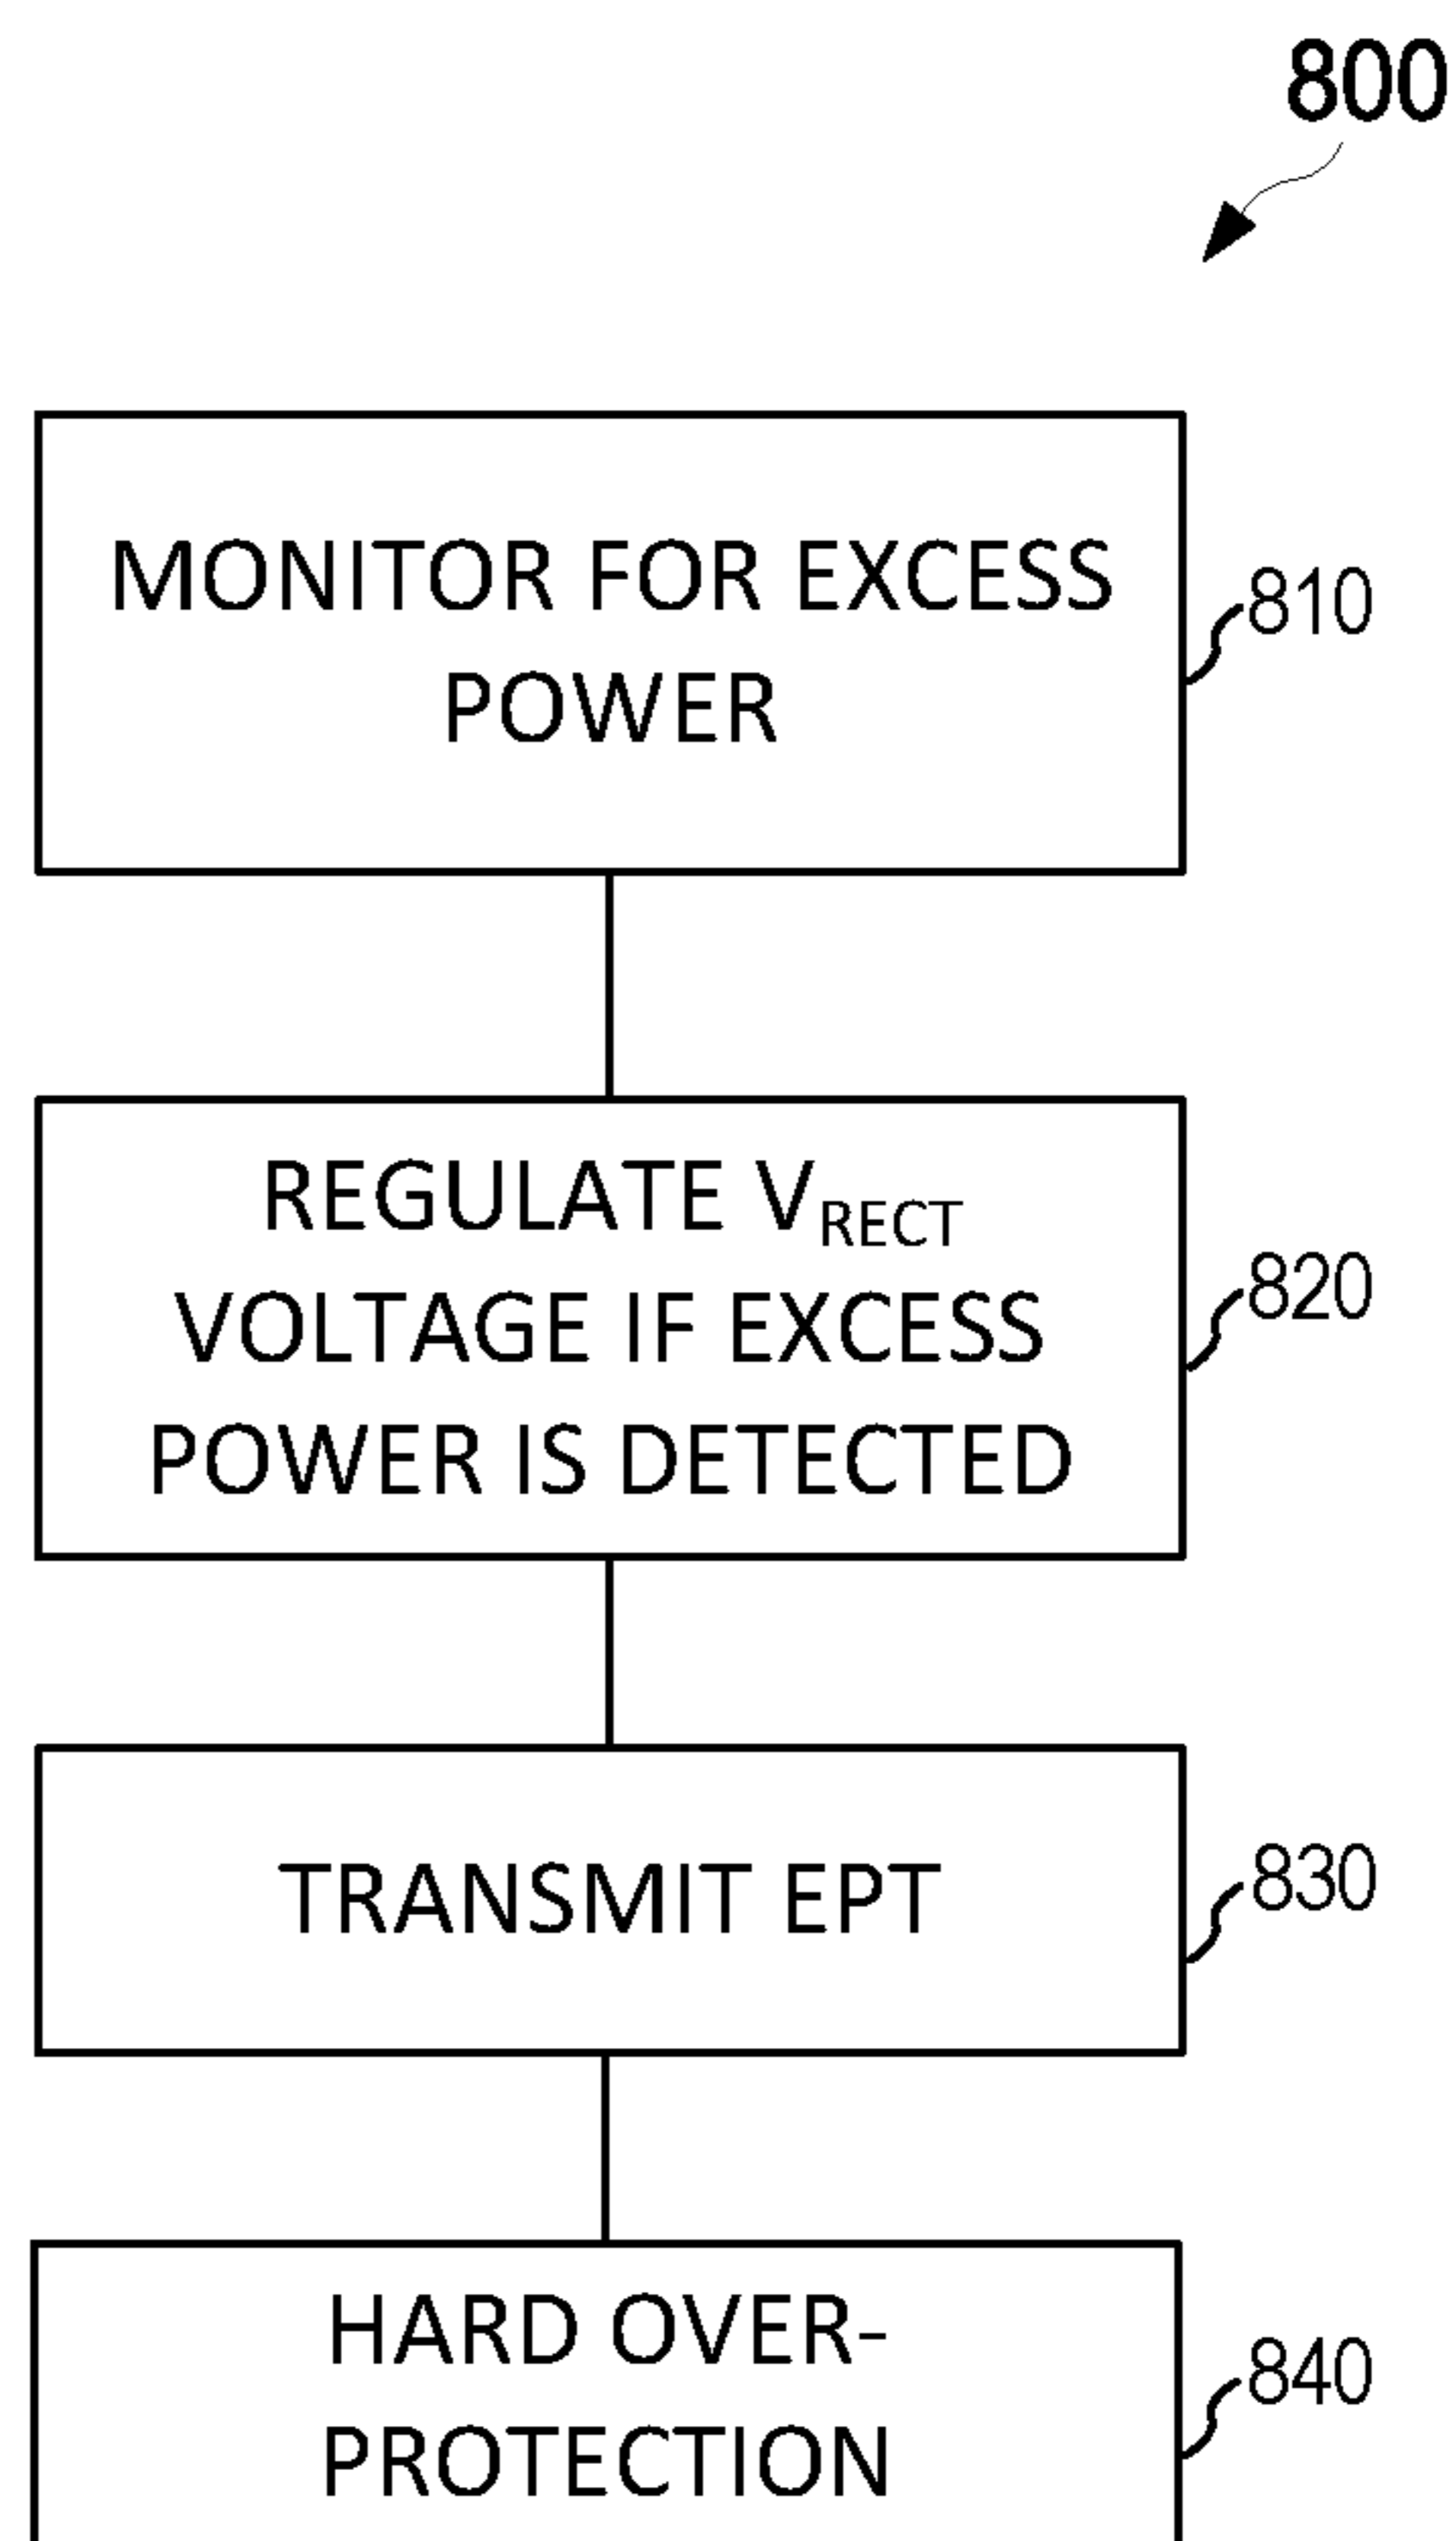 800
MONITOR FOR EXCESS
POWER
810
REGULATE VRECT
VOLTAGE IF EXCESS
POWER IS DETECTED
820
TRANSMIT EPT
830
HARD OVER-
PROTECTION
840